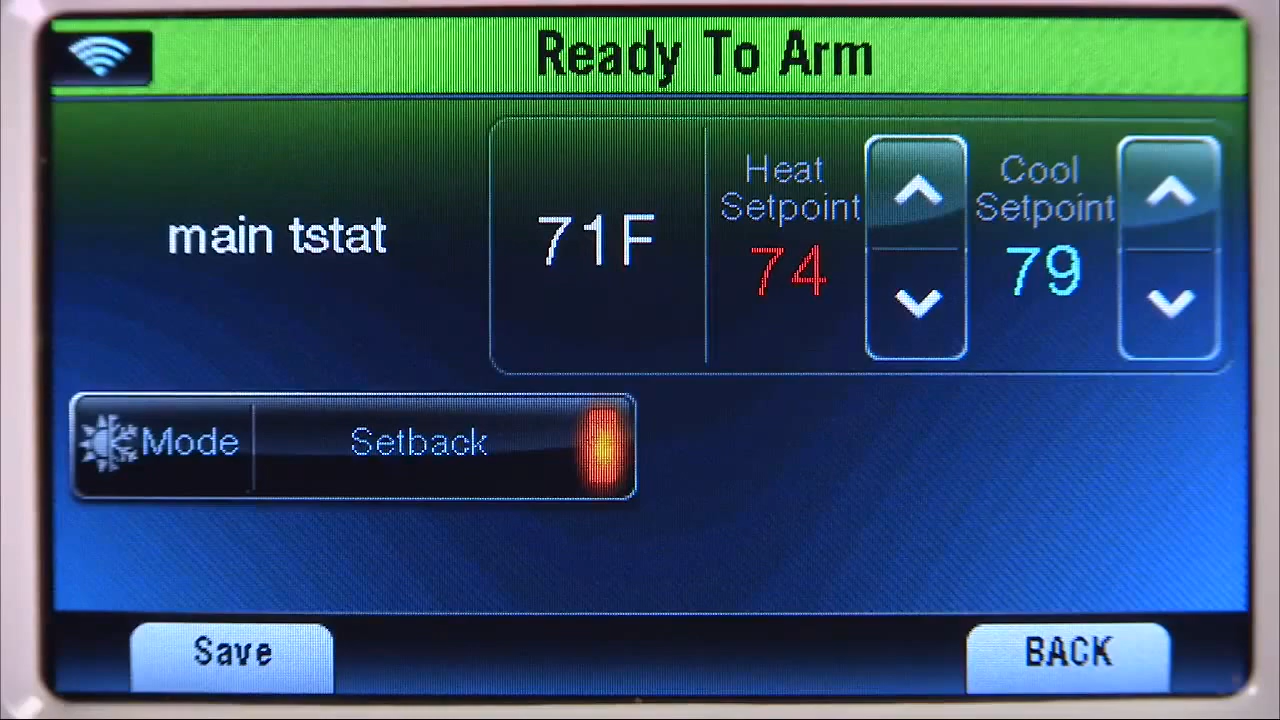 Ready To Arm
main tstat
71F
Heat
Setpoint
74
Cool
Setpoint
79
Mode
Setback
Save
BACK